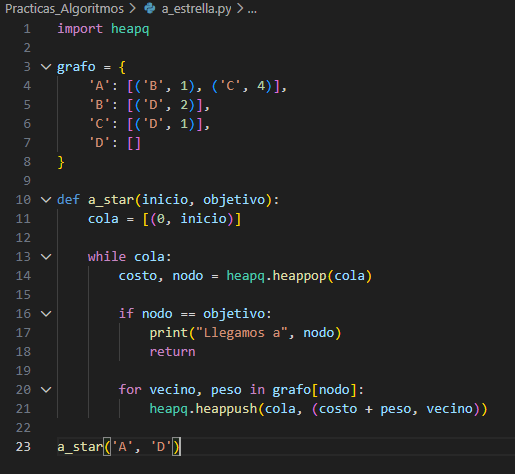 Practicas_Algoritmos > a_estrella.py > ...
1 import heapq
2
3 grafo = {
4     'A': [('B', 1), ('C', 4)],
5     'B': [('D', 2)],
6     'C': [('D', 1)],
7     'D': []
8 }
9
10 def a_star(inicio, objetivo):
11     cola = [(0, inicio)]
12
13     while cola:
14         costo, nodo = heapq.heappop(cola)
15
16         if nodo == objetivo:
17             print("Llegamos a", nodo)
18             return
19
20         for vecino, peso in grafo[nodo]:
21             heapq.heappush(cola, (costo + peso, vecino))
22
23 a_star('A', 'D')